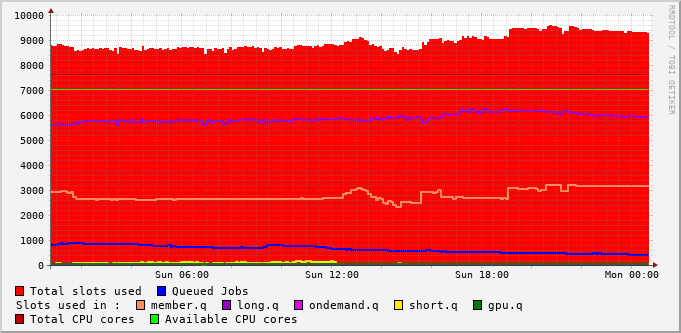 10000
9000
8000
7000
6000
5000
4000
3000
2000
1000
0
Sun 06:00 Sun 12:00 Sun 18:00 Mon 00:00
RRDTOOL / TOBI OETIKER
Total slots used Queued Jobs
Slots used in : member.q long.q ondemand.q short.q gpu.q
Total CPU cores Available CPU cores